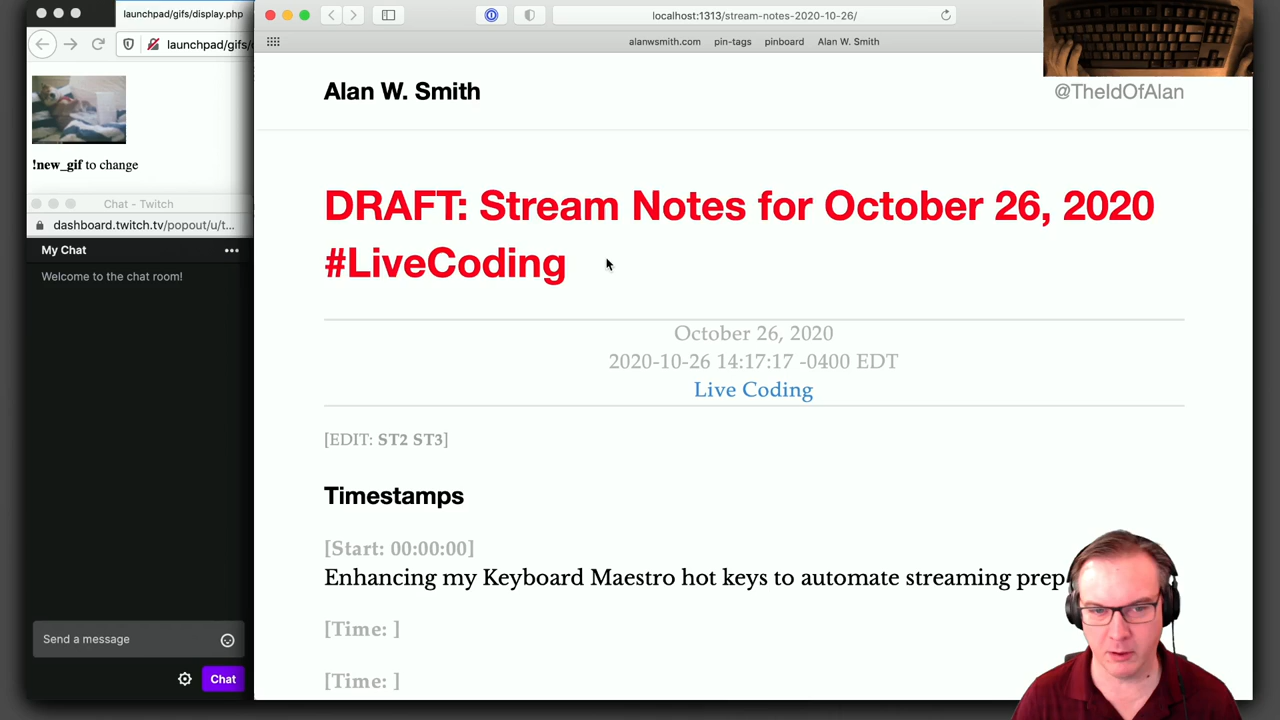 launchpad/gifs/display.php
launchpad/gifs/
!new_gif to change
Chat - Twitch
dashboard.twitch.tv/popout/u/t...
My Chat
Welcome to the chat room!
Send a message
Chat
localhost:1313/stream-notes-2020-10-26/
alanwsmith.com pin-tags pinboard Alan W. Smith
Alan W. Smith
@TheIdOfAlan
DRAFT: Stream Notes for October 26, 2020
#LiveCoding
October 26, 2020
2020-10-26 14:17:17 -0400 EDT
Live Coding
[EDIT: ST2 ST3]
Timestamps
[Start: 00:00:00]
Enhancing my Keyboard Maestro hot keys to automate streaming prep
[Time: ]
[Time: ]